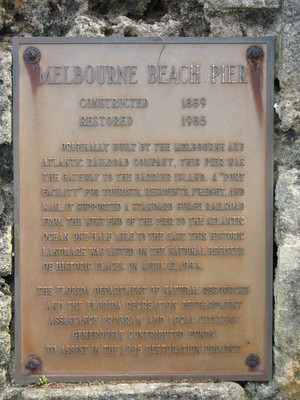 MELBOURNE BEACH PIER
CONSTRUCTED 1889
RESTORED 1985
ORIGINALLY BUILT BY THE MELBOURNE AND
ATLANTIC RAILROAD COMPANY, THIS PIER WAS
THE GATEWAY TO THE BARRIER ISLAND. A "PORT
FACILITY" FOR TOURISTS, RESIDENTS, FREIGHT, AND
MAIL, IT SUPPORTED A STANDARD GUAGE RAILROAD
FROM THE WEST END OF THE PIER TO THE ATLANTIC
OCEAN ONE-HALF MILE TO THE EAST. THIS HISTORIC
LANDMARK WAS LISTED ON THE NATIONAL REGISTER
OF HISTORIC PLACES ON APRIL 12, 1984.
THE FLORIDA DEPARTMENT OF NATURAL RESOURCES
AND THE FLORIDA RECREATION DEVELOPMENT
ASSISTANCE PROGRAM AND LOCAL CITIZENS
GENEROUSLY CONTRIBUTED FUNDS
TO ASSIST IN THE 1985 RESTORATION PROJECT